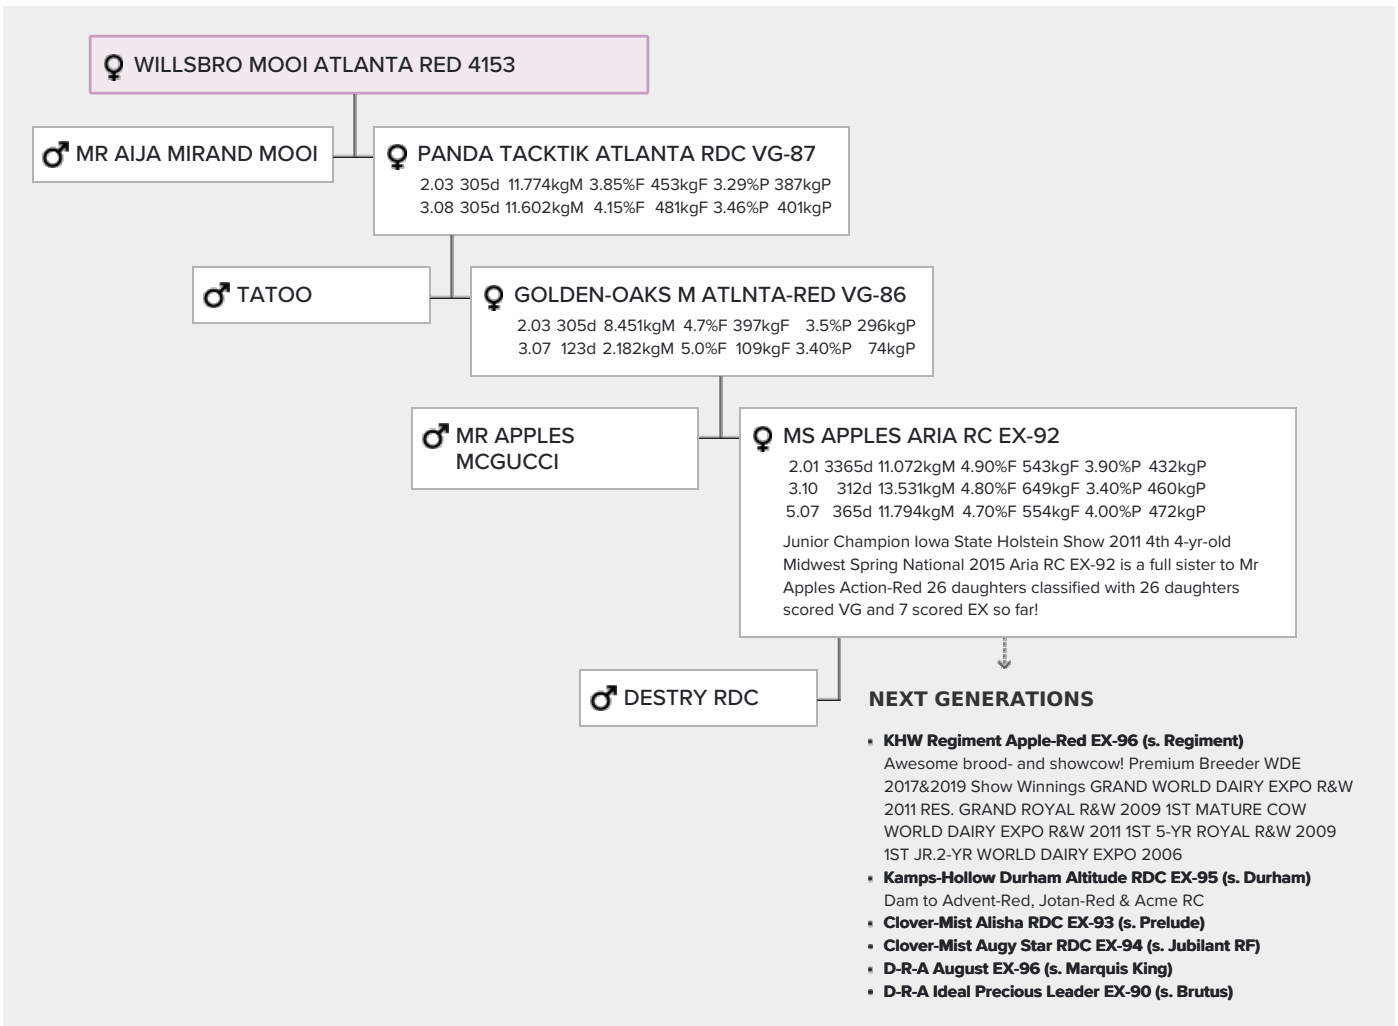 WILLSBRO MOOI ATLANTA RED 4153
MR AIJA MIRAND MOOI
PANDA TACKTIK ATLANTA RDC VG-87
2.03 305d 11.774kgM 3.85%F 453kgF 3.29%P 387kgP
3.08 305d 11.602kgM 4.15%F 481kgF 3.46%P 401kgP
TATOO
GOLDEN-OAKS M ATLNTA-RED VG-86
2.03 305d 8.451kgM 4.7%F 397kgF 3.5%P 296kgP
3.07 123d 2.182kgM 5.0%F 109kgF 3.40%P 74kgP
MR APPLES
MCGUCCI
MS APPLES ARIA RC EX-92
2.01 3365d 11.072kgM 4.90%F 543kgF 3.90%P 432kgP
3.10 312d 13.531kgM 4.80%F 649kgF 3.40%P 460kgP
5.07 365d 11.794kgM 4.70%F 554kgF 4.00%P 472kgP
Junior Champion Iowa State Holstein Show 2011 4th 4-yr-old
Midwest Spring National 2015 Aria RC EX-92 is a full sister to Mr
Apples Action-Red 26 daughters classified with 26 daughters
scored VG and 7 scored EX so far!
DESTRY RDC
NEXT GENERATIONS
KHW Regiment Apple-Red EX-96 (s. Regiment)
Awesome brood- and showcow! Premium Breeder WDE
2017&2019 Show Winnings GRAND WORLD DAIRY EXPO R&W
2011 RES. GRAND ROYAL R&W 2009 1ST MATURE COW
WORLD DAIRY EXPO R&W 2011 1ST 5-YR ROYAL R&W 2009
1ST JR.2-YR WORLD DAIRY EXPO 2006
Kamps-Hollow Durham Altitude RDC EX-95 (s. Durham)
Dam to Advent-Red, Jotan-Red & Acme RC
Clover-Mist Alisha RDC EX-93 (s. Prelude)
Clover-Mist Augy Star RDC EX-94 (s. Jubilant RF)
D-R-A August EX-96 (s. Marquis King)
D-R-A Ideal Precious Leader EX-90 (s. Brutus)